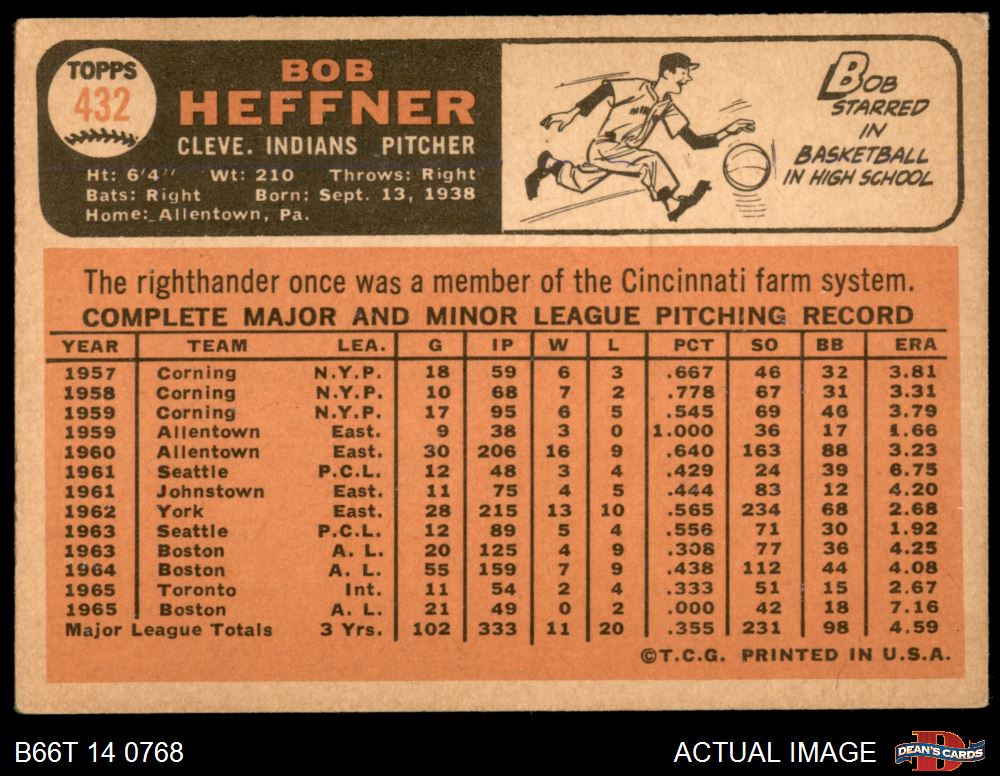 TOPPS
432
BOB
HEFFNER
CLEVE. INDIANS PITCHER
Ht: 6'4" Wt: 210 Throws: Right
Bats: Right Born: Sept. 13, 1938
Home: Allentown, Pa.
BOB
STARRED
IN
BASKETBALL
IN HIGH SCHOOL
The righthander once was a member of the Cincinnati farm system.
COMPLETE MAJOR AND MINOR LEAGUE PITCHING RECORD
YEAR TEAM LEA. G IP W L PCT SO BB ERA
1957 Corning N.Y.P. 18 59 6 3 .667 46 32 3.81
1958 Corning N.Y.P. 10 68 7 2 .778 67 31 3.31
1959 Corning N.Y.P. 17 95 6 5 .545 69 46 3.79
1959 Allentown East. 9 38 3 0 1.000 36 17 1.66
1960 Allentown East. 30 206 16 9 .640 163 88 3.23
1961 Seattle P.C.L. 12 48 3 4 .429 24 39 6.75
1961 Johnstown East. 11 75 4 5 .444 83 12 4.20
1962 York East. 28 215 13 10 .565 234 68 2.68
1963 Seattle P.C.L. 12 89 5 4 .556 71 30 1.92
1963 Boston A. L. 20 125 4 9 .308 77 36 4.25
1964 Boston A. L. 55 159 7 9 .438 112 44 4.08
1965 Toronto Int. 11 54 2 4 .333 51 15 2.67
1965 Boston A. L. 21 49 0 2 .000 42 18 7.16
Major League Totals 3 Yrs. 102 333 11 20 .355 231 98 4.59
©T.C.G. PRINTED IN U.S.A.
B66T 14 0768
ACTUAL IMAGE
DEAN'S CARDS